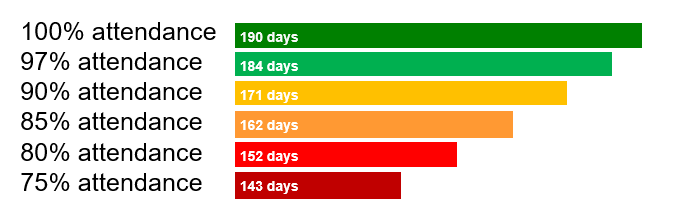 100% attendance 190 days
97% attendance 184 days
90% attendance 171 days
85% attendance 162 days
80% attendance 152 days
75% attendance 143 days